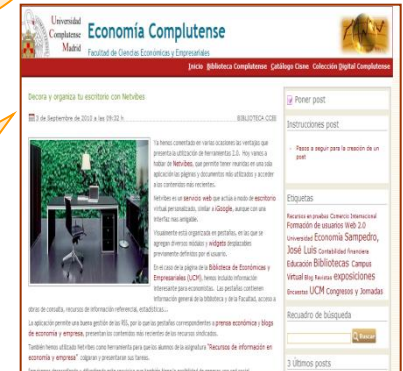 Universidad
Complutense
Madrid
Economía Complutense
Facultad de Ciencias Económicas y Empresariales
Inicio Biblioteca Complutense Catálogo Cisne Colección Digital Complutense
Decora y organiza tu escritorio con Netvibes
3 de Septiembre de 2010 a las 09:32 h
BIBLIOTECA CCEE
Ya hemos comentado en varias ocasiones las ventajas que
presenta la utilización de herramientas 2.0. Hoy vamos a
hablar de Netvibes, que permite tener reunidas en una sola
aplicación las páginas y documentos más utilizados y acceder
a los contenidos más recientes.
Netvibes es un servicio web que actúa a modo de escritorio
virtual personalizado, similar a iGoogle, aunque con una
interfaz más amigable.
Visualmente está organizada en pestañas, en las que se
agregan diversos módulos y widgets desplazables
previamente definidos por el usuario.
En el caso de la página de la Biblioteca de Económicas y
Empresariales (UCM), hemos incluido información
interesante para economistas. Las pestañas contienen
información general de la biblioteca y de la Facultad, acceso a
obras de consulta, recursos de información referencial, estadísticas...
La aplicación permite una buena gestión de las RSS, por lo que las pestañas correspondientes a prensa económica y blogs
de economía y empresa, presentan los contenidos más recientes de los recursos sindicados.
También hemos utilizado Netvibes como herramienta para que los alumnos de la asignatura "Recursos de información en
economía y empresa" colgaran y presentaran sus tareas.
Poner post
Instrucciones post
Pasos a seguir para la creación de un
post
Etiquetas
Recursos en pruebas Comercio Internacional
Formación de usuarios Web 2.0
Universidad Economía Sampedro,
José Luis Contabilidad financiera
Educación Bibliotecas Campus
Virtual Blog Revistas exposiciones
Encuestas UCM Congresos y Jornadas
Recuadro de búsqueda
Buscar
3 Últimos posts